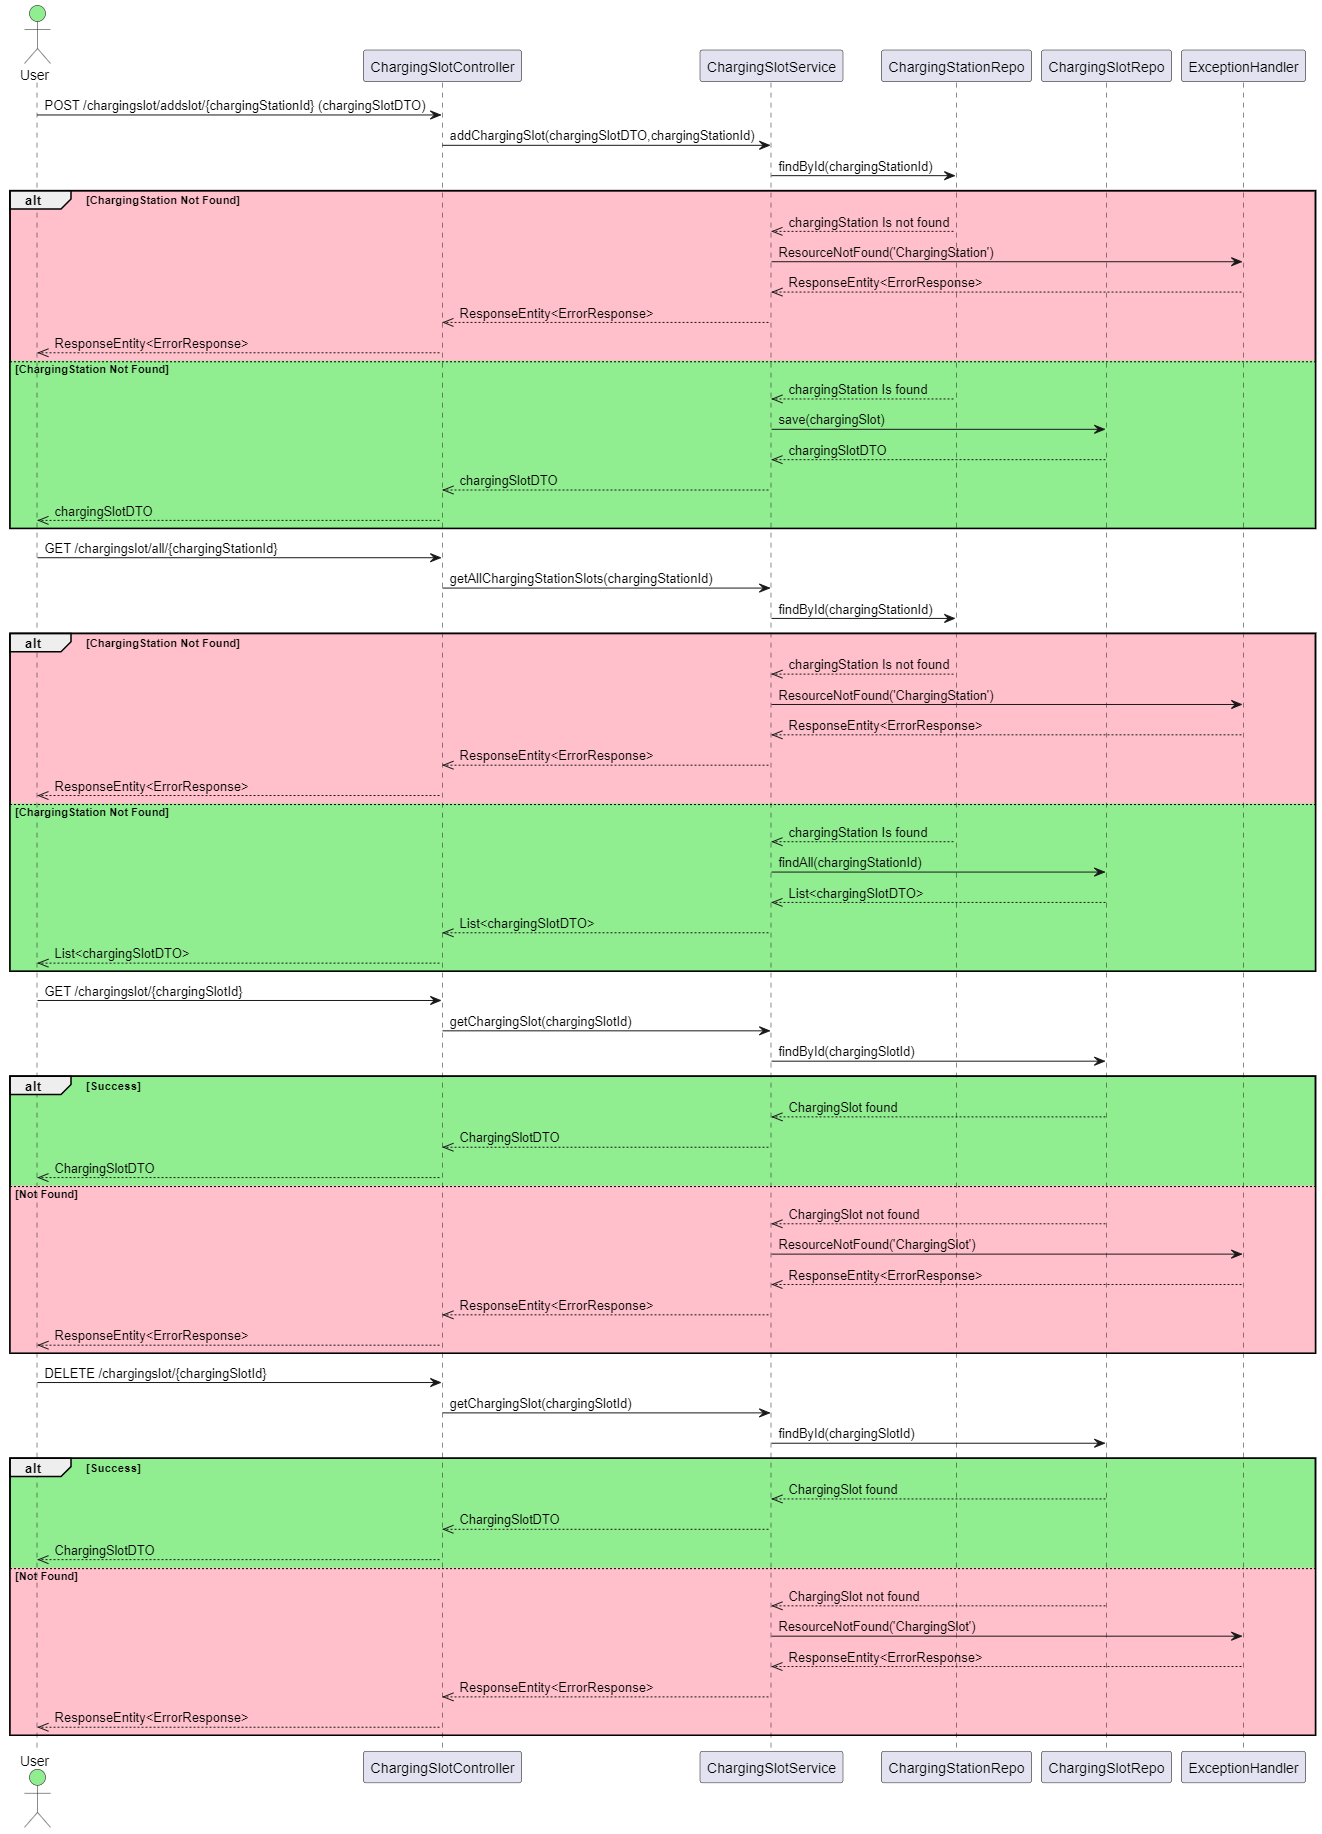 User
ChargingSlotController
ChargingSlotService
ChargingStationRepo
ChargingSlotRepo
ExceptionHandler
POST /chargingslot/addslot/{chargingStationId} (chargingSlotDTO)
addChargingSlot(chargingSlotDTO,chargingStationId)
findById(chargingStationId)
alt [ChargingStation Not Found]
chargingStation Is not found
ResourceNotFound('ChargingStation')
ResponseEntity<ErrorResponse>
ResponseEntity<ErrorResponse>
ResponseEntity<ErrorResponse>
[ChargingStation Not Found]
chargingStation Is found
save(chargingSlot)
chargingSlotDTO
chargingSlotDTO
chargingSlotDTO
GET /chargingslot/all/{chargingStationId}
getAllChargingStationSlots(chargingStationId)
findById(chargingStationId)
alt [ChargingStation Not Found]
chargingStation Is not found
ResourceNotFound('ChargingStation')
ResponseEntity<ErrorResponse>
ResponseEntity<ErrorResponse>
ResponseEntity<ErrorResponse>
[ChargingStation Not Found]
chargingStation Is found
findAll(chargingStationId)
List<chargingSlotDTO>
List<chargingSlotDTO>
List<chargingSlotDTO>
GET /chargingslot/{chargingSlotId}
getChargingSlot(chargingSlotId)
findById(chargingSlotId)
alt [Success]
ChargingSlot found
ChargingSlotDTO
ChargingSlotDTO
[Not Found]
ChargingSlot not found
ResourceNotFound('ChargingSlot')
ResponseEntity<ErrorResponse>
ResponseEntity<ErrorResponse>
ResponseEntity<ErrorResponse>
DELETE /chargingslot/{chargingSlotId}
getChargingSlot(chargingSlotId)
findById(chargingSlotId)
alt [Success]
ChargingSlot found
ChargingSlotDTO
ChargingSlotDTO
[Not Found]
ChargingSlot not found
ResourceNotFound('ChargingSlot')
ResponseEntity<ErrorResponse>
ResponseEntity<ErrorResponse>
ResponseEntity<ErrorResponse>
User
ChargingSlotController
ChargingSlotService
ChargingStationRepo
ChargingSlotRepo
ExceptionHandler